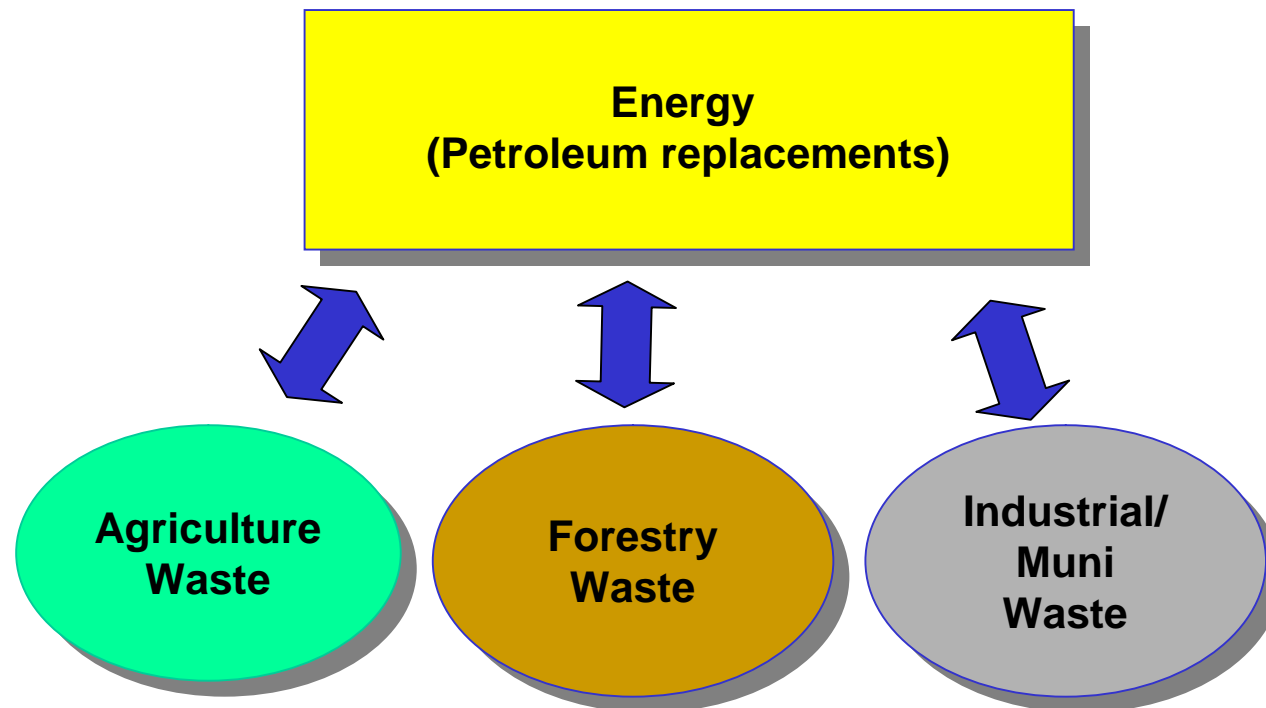 Energy
(Petroleum replacements)
Agriculture
Waste
Forestry
Waste
Industrial/
Muni
Waste